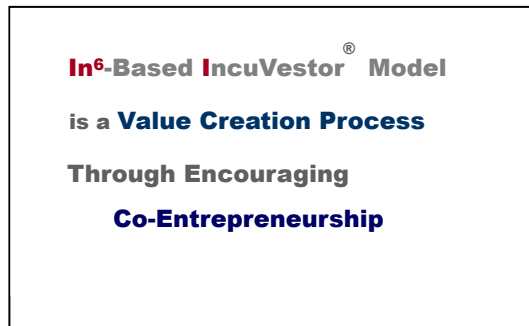 In⁶-Based IncuVestor® Model
is a Value Creation Process
Through Encouraging
Co-Entrepreneurship